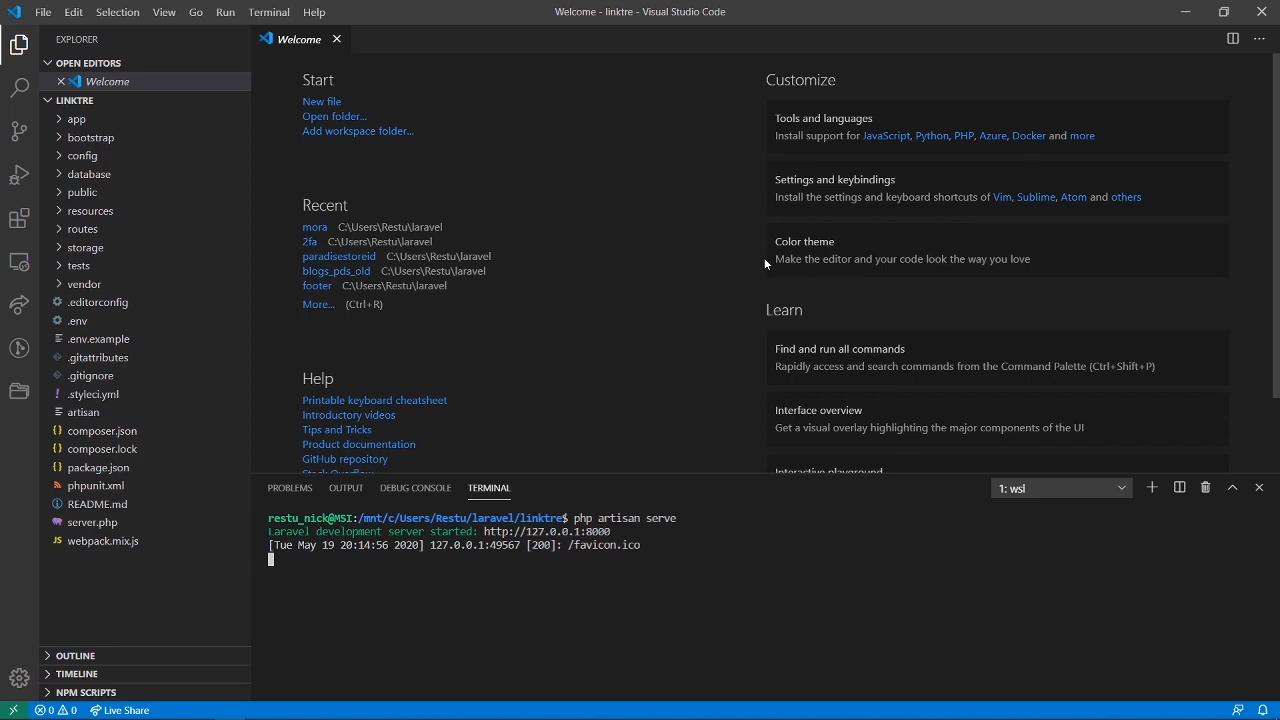 File Edit Selection View Go Run Terminal Help Welcome - linktre - Visual Studio Code
EXPLORER
OPEN EDITORS
Welcome
LINKTRE
app
bootstrap
config
database
public
resources
routes
storage
tests
vendor
.editorconfig
.env
.env.example
.gitattributes
.gitignore
.styleci.yml
artisan
composer.json
composer.lock
package.json
phpunit.xml
README.md
server.php
JS webpack.mix.js
OUTLINE
TIMELINE
NPM SCRIPTS
Welcome
Start
New file
Open folder...
Add workspace folder...
Recent
mora C:\Users\Restu\laravel
2fa C:\Users\Restu\laravel
paradisestoreid C:\Users\Restu\laravel
blogs_pds_old C:\Users\Restu\laravel
footer C:\Users\Restu\laravel
More... (Ctrl+R)
Help
Printable keyboard cheatsheet
Introductory videos
Tips and Tricks
Product documentation
GitHub repository
Stack Overflow
Customize
Tools and languages
Install support for JavaScript, Python, PHP, Azure, Docker and more
Settings and keybindings
Install the settings and keyboard shortcuts of Vim, Sublime, Atom and others
Color theme
Make the editor and your code look the way you love
Learn
Find and run all commands
Rapidly access and search commands from the Command Palette (Ctrl+Shift+P)
Interface overview
Get a visual overlay highlighting the major components of the UI
Interactive playground
PROBLEMS OUTPUT DEBUG CONSOLE TERMINAL 1: wsl
restu_nick@MSI:/mnt/c/Users/Restu/laravel/linktre$ php artisan serve
Laravel development server started: http://127.0.0.1:8000
[Tue May 19 20:14:56 2020] 127.0.0.1:49567 [200]: /favicon.ico
0 0 Live Share